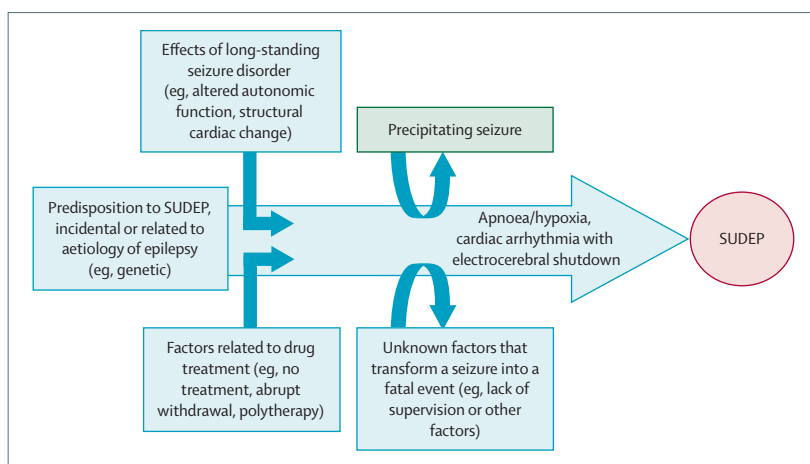 Effects of long-standing
seizure disorder
(eg, altered autonomic
function, structural
cardiac change)
Precipitating seizure
Predisposition to SUDEP,
incidental or related to
aetiology of epilepsy
(eg, genetic)
Apnoea/hypoxia,
cardiac arrhythmia with
electrocerebral shutdown
SUDEP
Factors related to drug
treatment (eg, no
treatment, abrupt
withdrawal, polytherapy)
Unknown factors that
transform a seizure into a
fatal event (eg, lack of
supervision or other
factors)